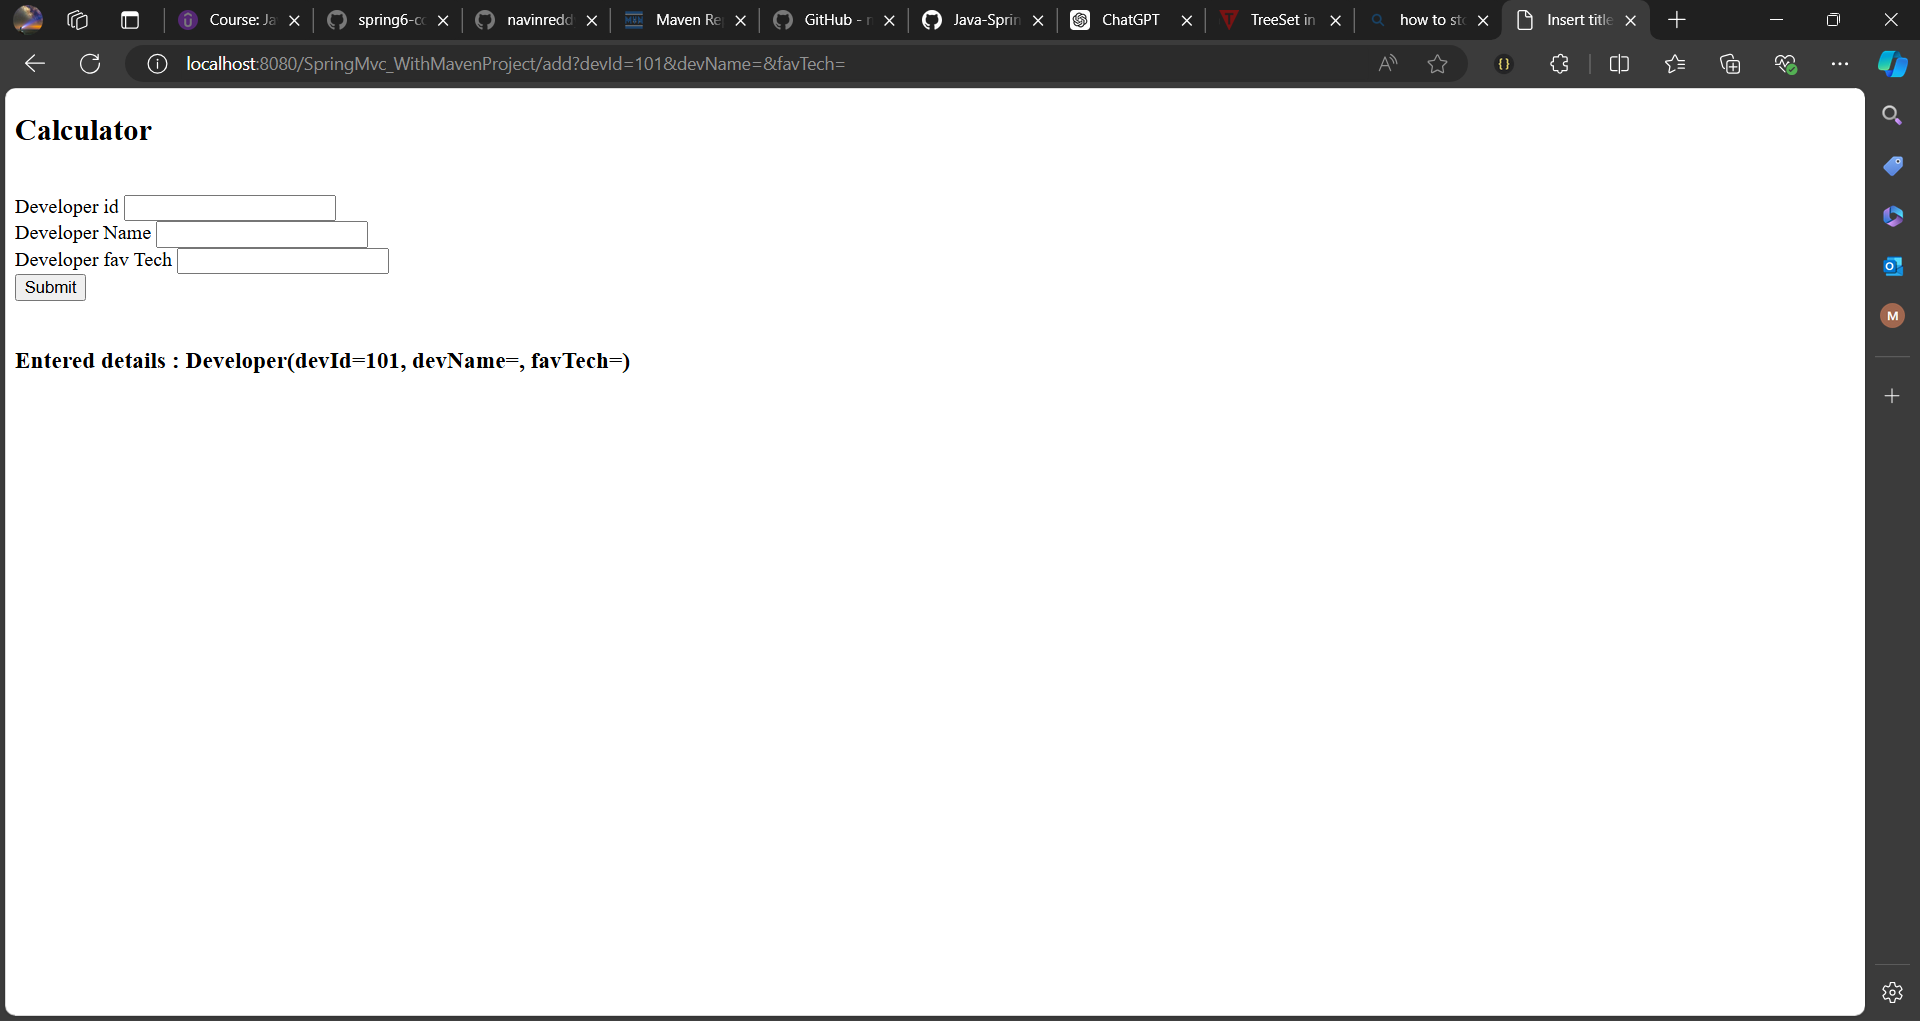 Course: Ja
spring6-co
navinredd
Maven Re
GitHub - n
Java-Sprin
ChatGPT
TreeSet in
how to sto
Insert title
localhost:8080/SpringMvc_WithMavenProject/add?devId=101&devName=&favTech=
Calculator
Developer id
Developer Name
Developer fav Tech
Submit
Entered details : Developer(devId=101, devName=, favTech=)
M